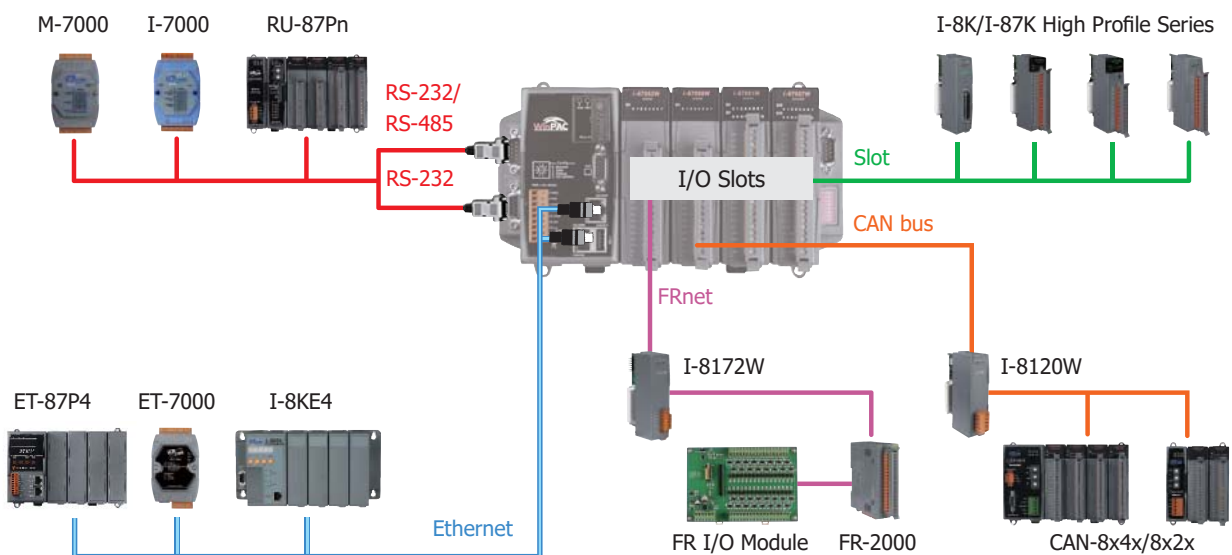 M-7000
I-7000
RU-87Pn
I-8K/I-87K High Profile Series
RS-232/
RS-485
RS-232
WinPAC
I/O Slots
Slot
CAN bus
FRnet
I-8172W
I-8120W
ET-87P4
ET-7000
I-8KE4
Ethernet
FR I/O Module
FR-2000
CAN-8x4x/8x2x